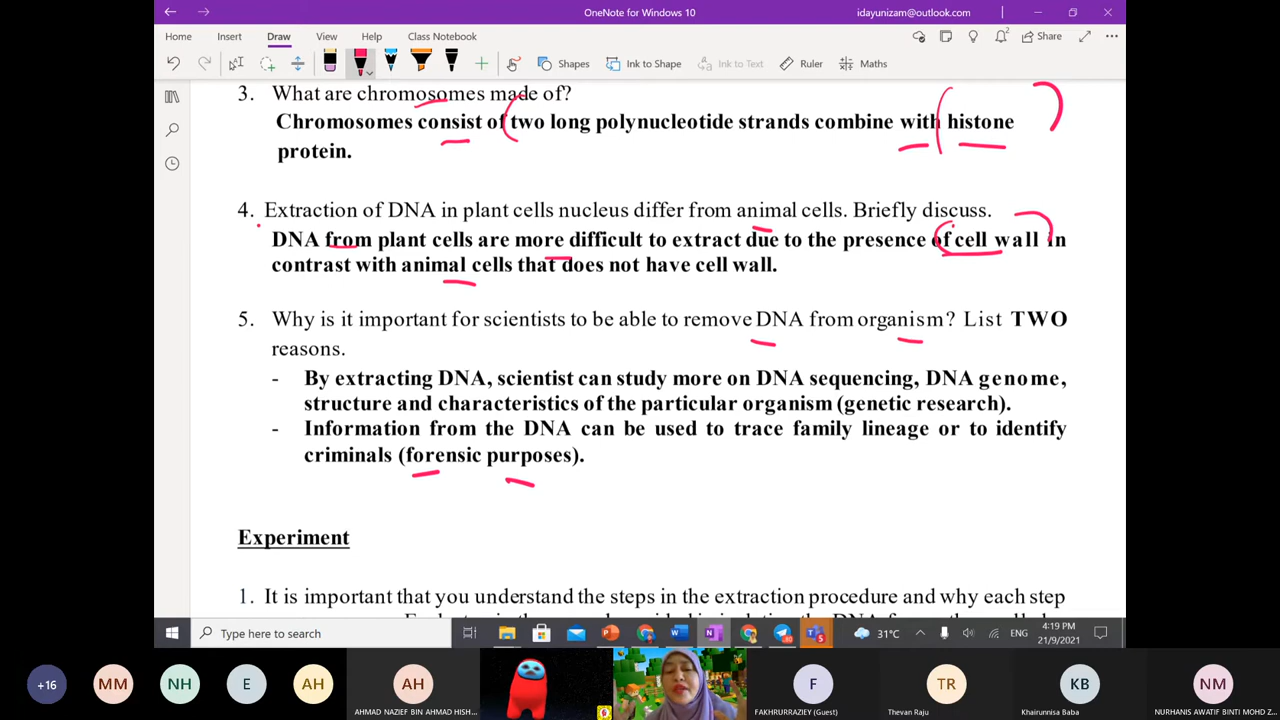 OneNote for Windows 10
idayunizam@outlook.com
Home Insert Draw View Help Class Notebook
Share
Shapes Ink to Shape Ink to Text Ruler Maths
3. What are chromosomes made of?
Chromosomes consist of two long polynucleotide strands combine with histone
protein.
4. Extraction of DNA in plant cells nucleus differ from animal cells. Briefly discuss.
DNA from plant cells are more difficult to extract due to the presence of cell wall in
contrast with animal cells that does not have cell wall.
5. Why is it important for scientists to be able to remove DNA from organism? List TWO
reasons.
- By extracting DNA, scientist can study more on DNA sequencing, DNA genome,
structure and characteristics of the particular organism (genetic research).
- Information from the DNA can be used to trace family lineage or to identify
criminals (forensic purposes).
Experiment
1. It is important that you understand the steps in the extraction procedure and why each step
Type here to search
31°C
ENG
4:19 PM
21/9/2021
+16 MM NH E AH AH F TR KB NM
AHMAD NAZIEF BIN AHMAD HISH...
FAKHRURRAZIEY (Guest)
Thevan Raju
Khairunnisa Baba
NURHANIS AWATIF BINTI MOHD Z...